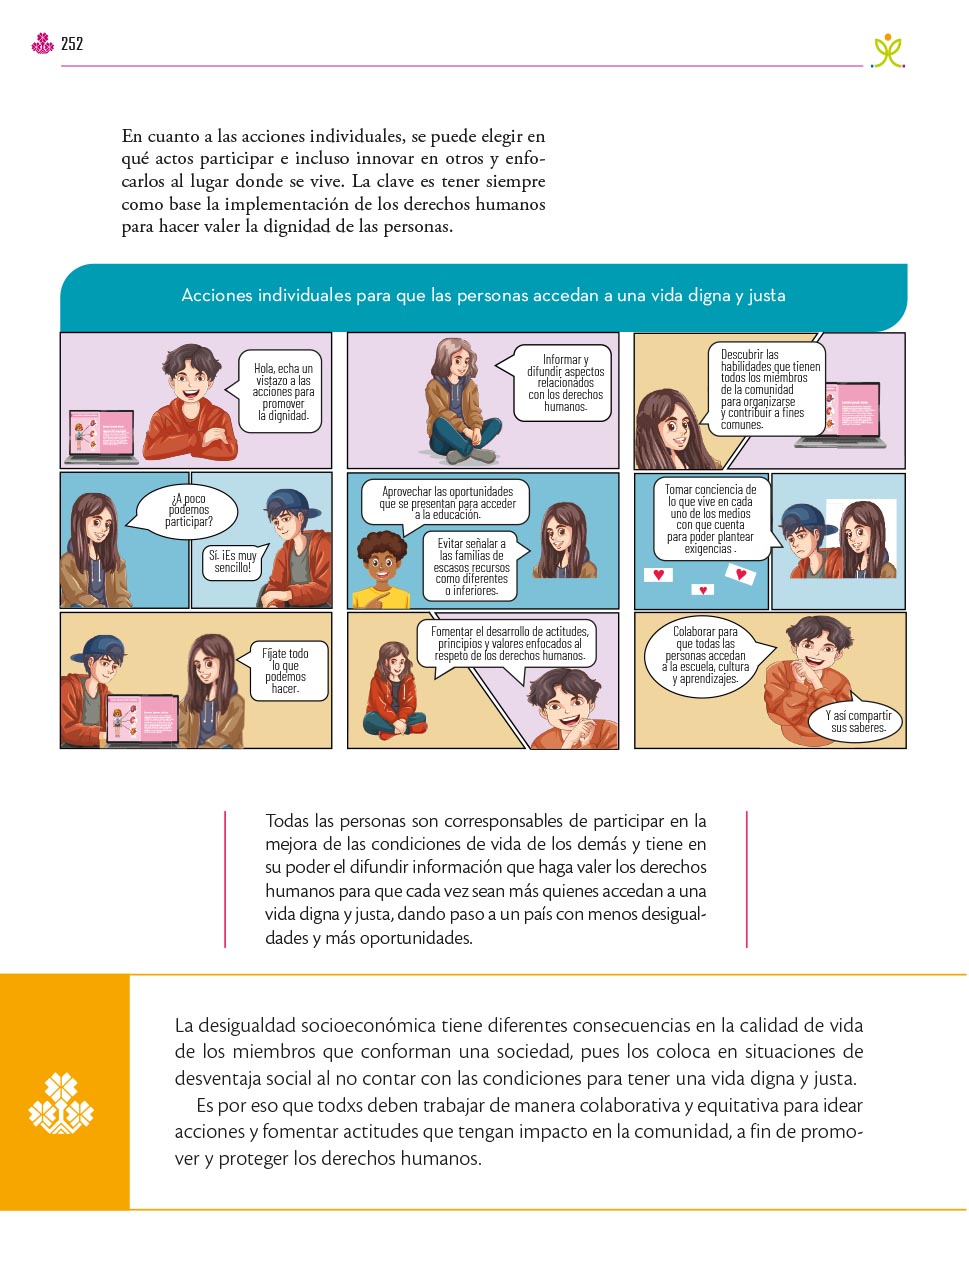 252
En cuanto a las acciones individuales, se puede elegir en
qué actos participar e incluso innovar en otros y enfo-
carlos al lugar donde se vive. La clave es tener siempre
como base la implementación de los derechos humanos
para hacer valer la dignidad de las personas.
Acciones individuales para que las personas accedan a una vida digna y justa
Hola, echa un
vistazo a las
acciones para
promover
la dignidad.
Informar y
difundir aspectos
relacionados
con los derechos
humanos.
Descubrir las
habilidades que tienen
todos los miembros
de la comunidad
para organizarse
y contribuir a fines
comunes.
¿A poco
podemos
participar?
Sí. ¡Es muy
sencillo!
Aprovechar las oportunidades
que se presentan para acceder
a la educación.
Evitar señalar a
las familias de
escasos recursos
como diferentes
o inferiores.
Tomar conciencia de
lo que vive en cada
uno de los medios
con que cuenta
para poder plantear
exigencias .
Fíjate todo
lo que
podemos
hacer.
Fomentar el desarrollo de actitudes,
principios y valores enfocados al
respeto de los derechos humanos.
Colaborar para
que todas las
personas accedan
a la escuela, cultura
y aprendizajes.
Y así compartir
sus saberes.
Todas las personas son corresponsables de participar en la
mejora de las condiciones de vida de los demás y tiene en
su poder el difundir información que haga valer los derechos
humanos para que cada vez sean más quienes accedan a una
vida digna y justa, dando paso a un país con menos desigual-
dades y más oportunidades.
La desigualdad socioeconómica tiene diferentes consecuencias en la calidad de vida
de los miembros que conforman una sociedad, pues los coloca en situaciones de
desventaja social al no contar con las condiciones para tener una vida digna y justa.
Es por eso que todxs deben trabajar de manera colaborativa y equitativa para idear
acciones y fomentar actitudes que tengan impacto en la comunidad, a fin de promo-
ver y proteger los derechos humanos.